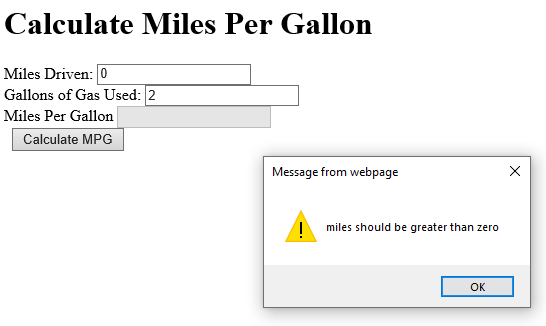 Calculate Miles Per Gallon
Miles Driven: 0
Gallons of Gas Used: 2
Miles Per Gallon
Calculate MPG
Message from webpage
miles should be greater than zero
OK